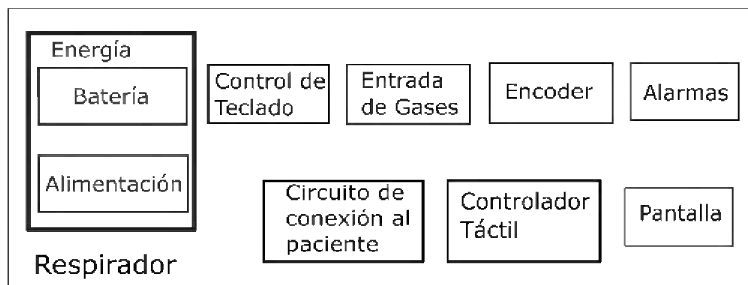 Energía
Batería
Alimentación
Control de
Teclado
Entrada
de Gases
Encoder
Alarmas
Circuito de
conexión al
paciente
Controlador
Táctil
Pantalla
Respirador